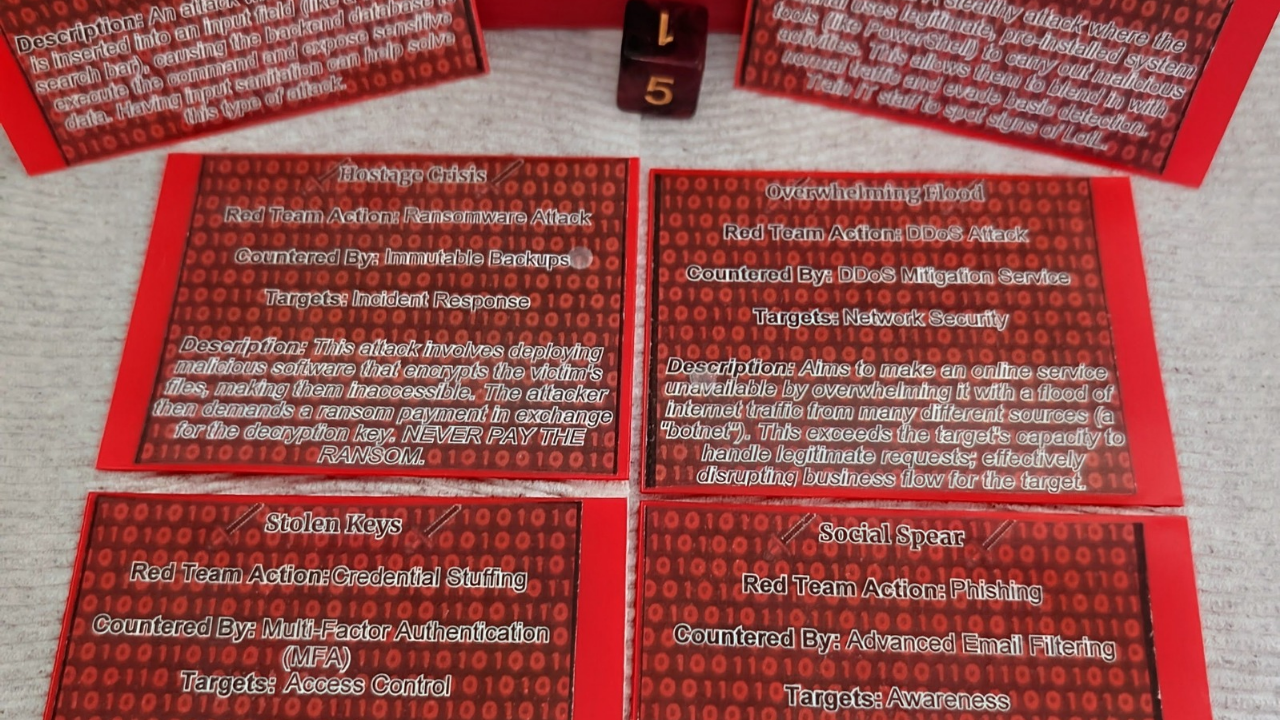 Description: An attack
is inserted into an input field (like a
search bar), causing the backend database
execute the command and expose sensitive
data. Having input sanitation can help solve
this type of attack.
1
5
stealthy attack where the
uses legitimate, pre-installed system
tools (like PowerShell) to carry out malicious
activities. This allows them to blend in with
normal traffic and evade basic detection.
Train IT staff to spot signs of LotL.
Hostage Crisis
Red Team Action: Ransomware Attack
Countered By: Immutable Backups
Targets: Incident Response
Description: This attack involves deploying
malicious software that encrypts the victim's
files, making them inaccessible. The attacker
then demands a ransom payment in exchange
for the decryption key. NEVER PAY THE
RANSOM.
Overwhelming Flood
Red Team Action: DDoS Attack
Countered By: DDoS Mitigation Service
Targets: Network Security
Description: Aims to make an online service
unavailable by overwhelming it with a flood of
internet traffic from many different sources (a
"botnet"). This exceeds the target's capacity to
handle legitimate requests; effectively
disrupting business flow for the target.
Stolen Keys
Red Team Action: Credential Stuffing
Countered By: Multi-Factor Authentication
(MFA)
Targets: Access Control
Social Spear
Red Team Action: Phishing
Countered By: Advanced Email Filtering
Targets: Awareness